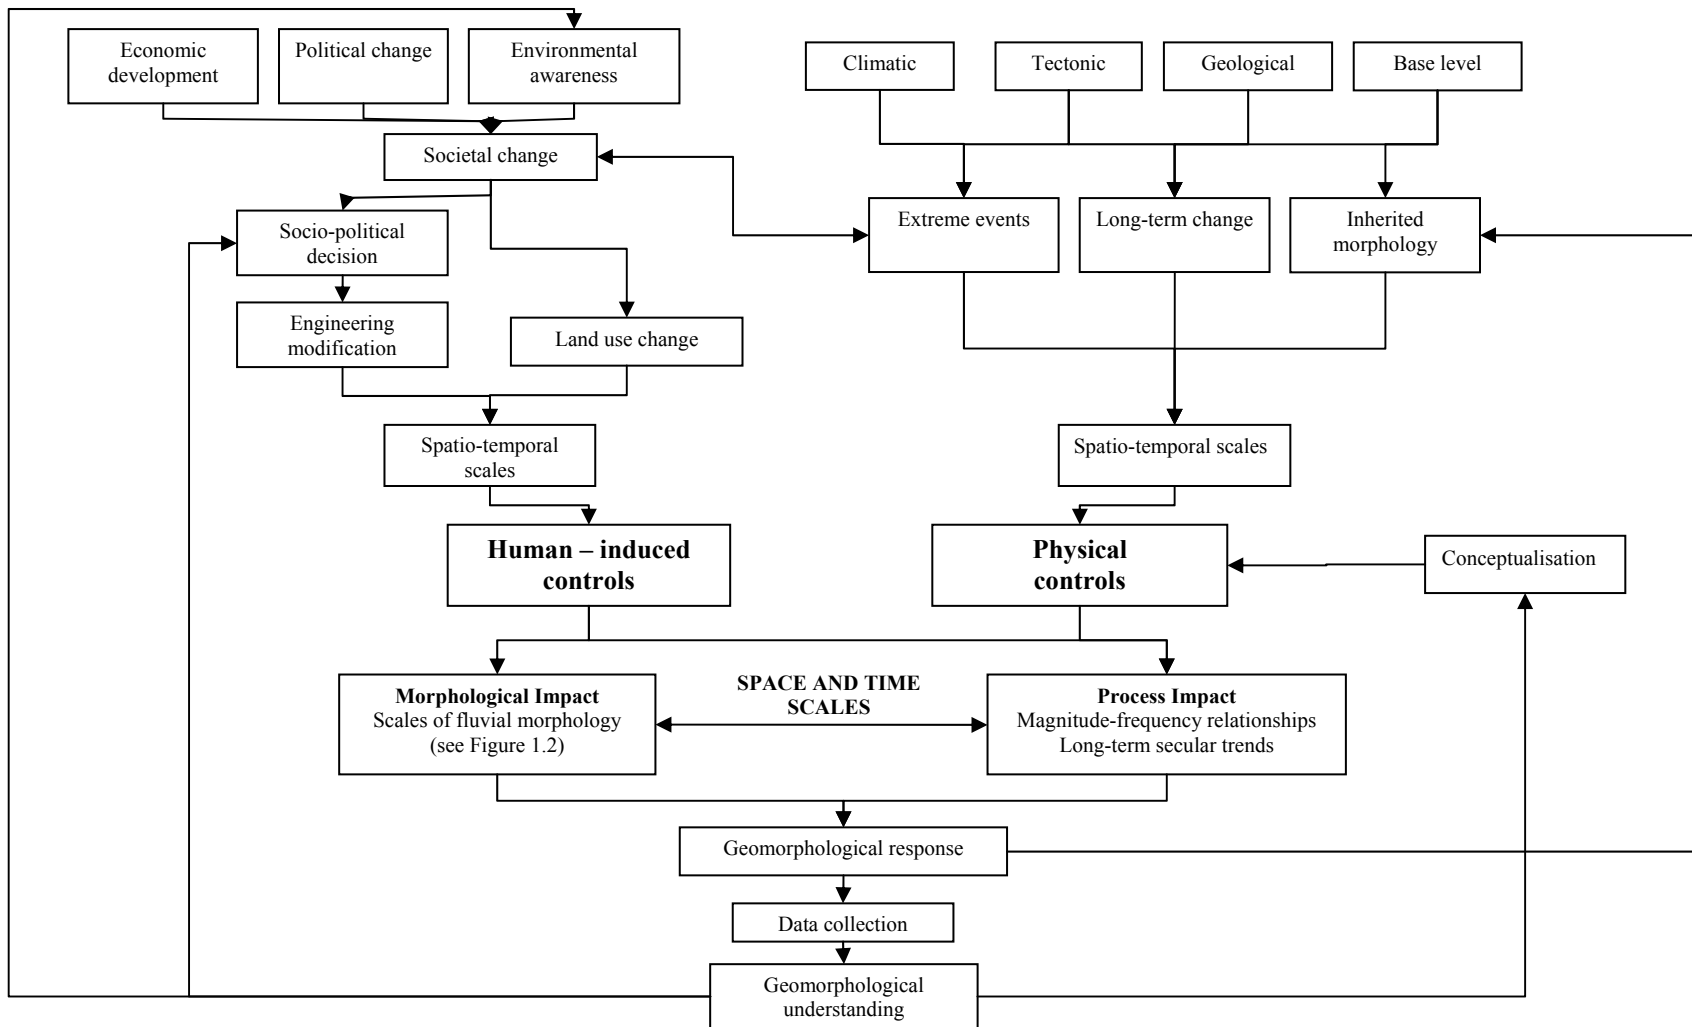 Economic
development
Political change
Environmental
awareness
Climatic
Tectonic
Geological
Base level
Societal change
Socio-political
decision
Extreme events
Long-term change
Inherited
morphology
Engineering
modification
Land use change
Spatio-temporal
scales
Spatio-temporal scales
Human – induced
controls
Physical
controls
Conceptualisation
Morphological Impact
Scales of fluvial morphology
(see Figure 1.2)
SPACE AND TIME
SCALES
Process Impact
Magnitude-frequency relationships
Long-term secular trends
Geomorphological response
Data collection
Geomorphological
understanding